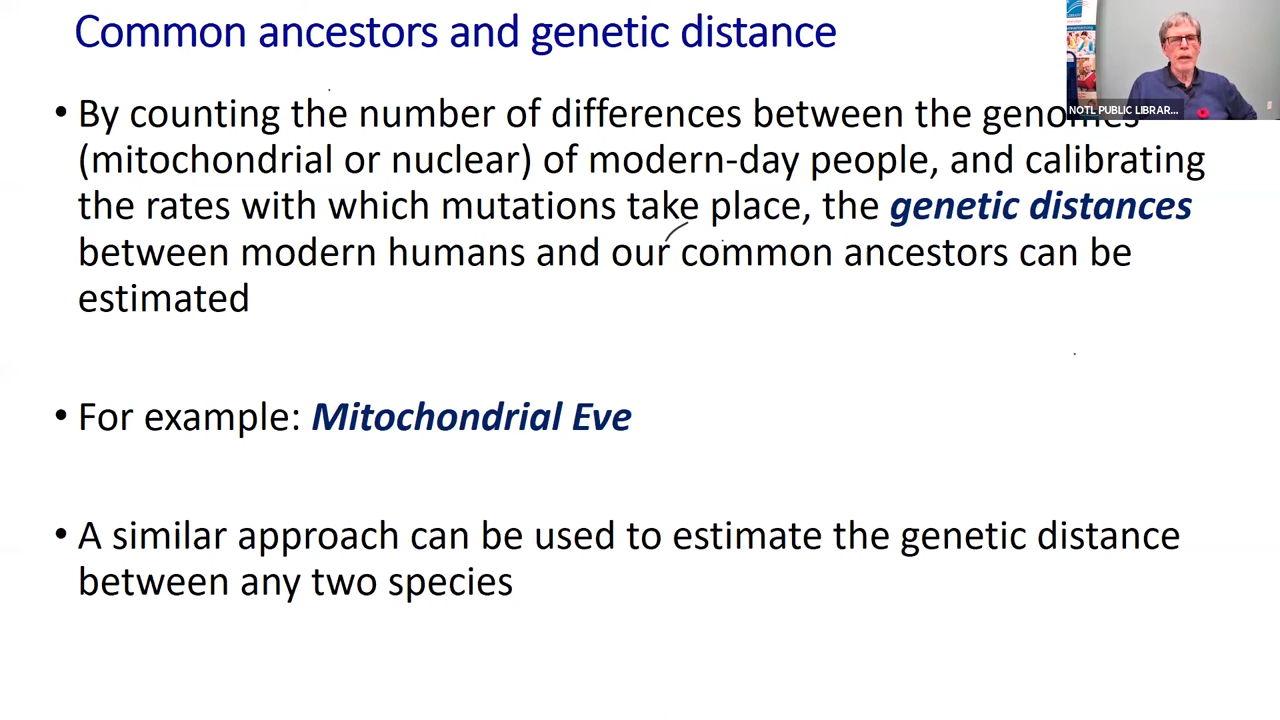 Common ancestors and genetic distance
NOTL PUBLIC LIBRAR...
• By counting the number of differences between the genomes
(mitochondrial or nuclear) of modern-day people, and calibrating
the rates with which mutations take place, the genetic distances
between modern humans and our common ancestors can be
estimated
• For example: Mitochondrial Eve
• A similar approach can be used to estimate the genetic distance
between any two species